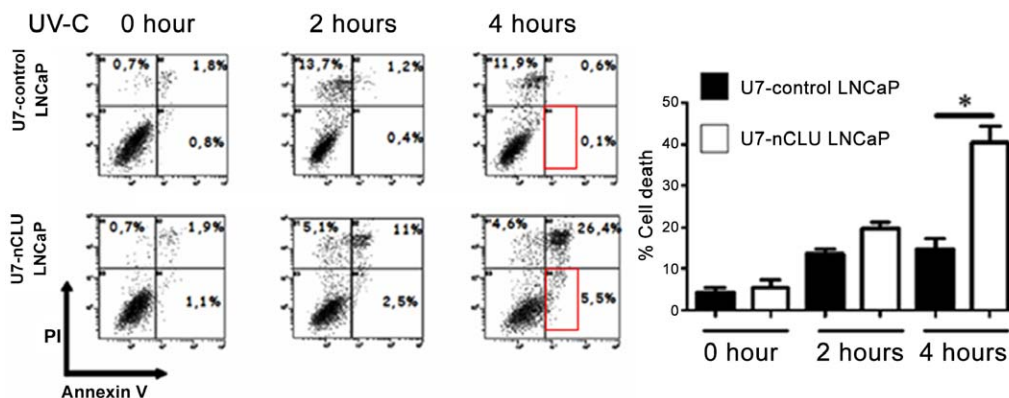 UV-C 0 hour 2 hours 4 hours
U7-control
LNCaP
0,7% 1,8%
0,8%
13,7% 1,2%
0,4%
11,9% 0,6%
0,1%
U7-nCLU
LNCaP
0,7% 1,9%
1,1%
5,1% 11%
2,5%
4,6% 26,4%
5,5%
PI
Annexin V
U7-control LNCaP
U7-nCLU LNCaP
*
% Cell death
50
40
30
20
10
0
0 hour 2 hours 4 hours